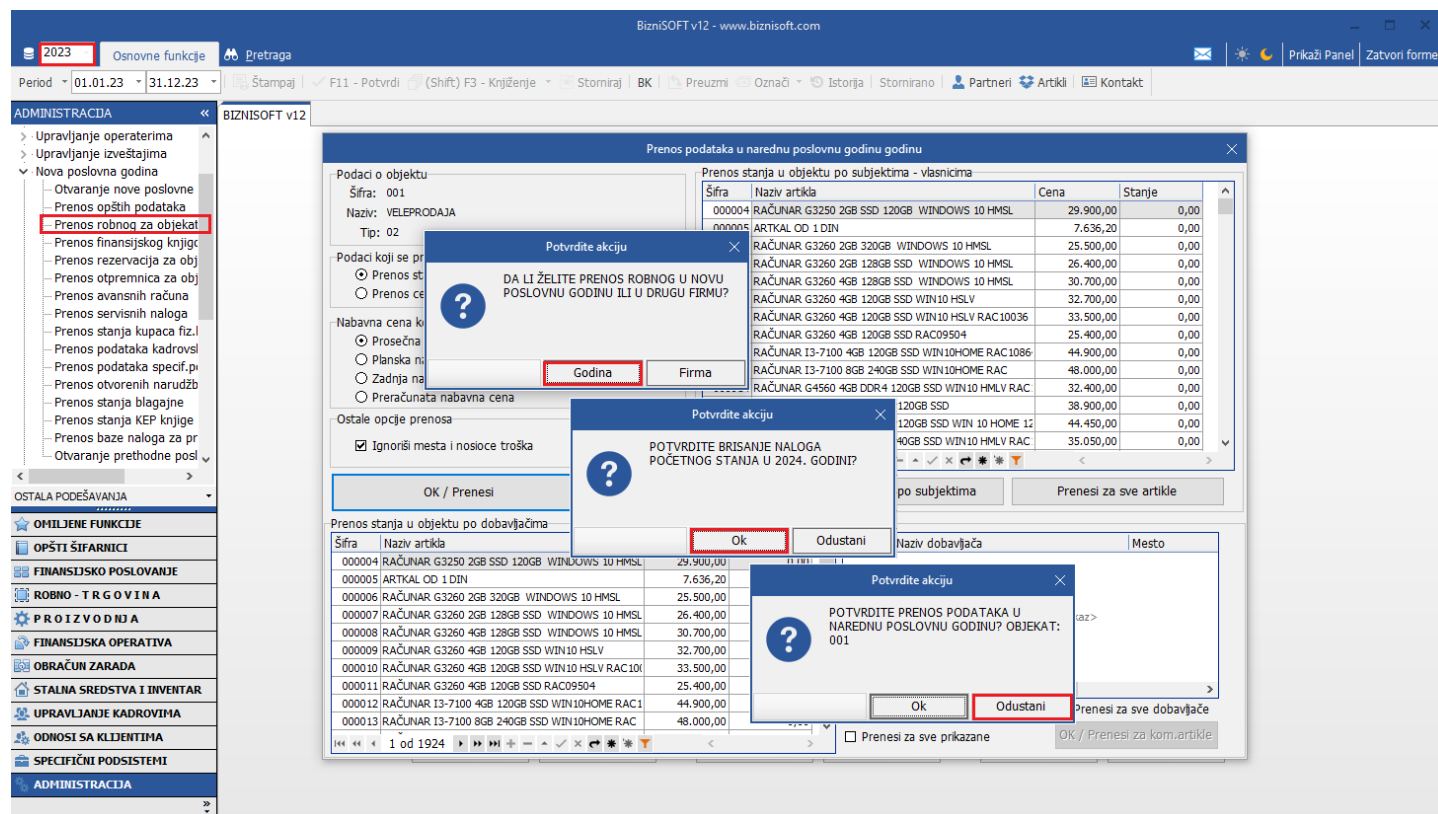 BizniSOFT v12 - www.biznisoft.com
2023
Osnovne funkcije
Pretraga
Prikaži Panel
Zatvori forme
Period
01.01.23
31.12.23
Štampaj
F11 - Potvrdi
(Shift) F3 - Knjiženje
Storniraj
BK
Preuzmi
Označi
Istorija
Stornirano
Partneri
Artikli
Kontakt
ADMINISTRACIJA
BIZNISOFT v12
Upravljanje operaterima
Upravljanje izveštajima
Nova poslovna godina
Otvaranje nove poslovne
Prenos opštih podataka
Prenos robnog za objekat
Prenos finansijskog knjigo
Prenos rezervacija za obj
Prenos otpremnica za obj
Prenos avansnih računa
Prenos servisnih naloga
Prenos stanja kupaca fiz.l
Prenos podataka kadrovsl
Prenos podataka specif.p
Prenos otvorenih narudžb
Prenos stanja blagajne
Prenos stanja KEP knjige
Prenos baze naloga za pr
Otvaranje prethodne posl
OSTALA PODEŠAVANJA
OMILJENE FUNKCIJE
OPŠTI ŠIFARNICI
FINANSIJSKO POSLOVANJE
ROBNO - T R G O V I N A
P R O I Z V O D NJ A
FINANSIJSKA OPERATIVA
OBRAČUN ZARADA
STALNA SREDSTVA I INVENTAR
UPRAVLJANJE KADROVIMA
ODNOSI SA KLIJENTIMA
SPECIFIČNI PODSISTEMI
ADMINISTRACIJA
Prenos podataka u narednu poslovnu godinu godinu
Podaci o objektu
Šifra: 001
Naziv: VELEPRODAJA
Tip: 02
Podaci koji se pr
Prenos st
Prenos ce
Nabavna cena k
Prosečna
Planska n
Zadnja na
Preračunata nabavna cena
Ostale opcije prenosa
Ignoriši mesta i nosioce troška
OK / Prenesi
Prenos stanja u objektu po subjektima - vlasnicima
Šifra Naziv artikla Cena Stanje
000004 RAČUNAR G3250 2GB SSD 120GB WINDOWS 10 HMSL 29.900,00 0,00
000005 ARTKAL OD 1 DIN 7.636,20 0,00
RAČUNAR G3260 2GB 320GB WINDOWS 10 HMSL 25.500,00 0,00
RAČUNAR G3260 2GB 128GB SSD WINDOWS 10 HMSL 26.400,00 0,00
RAČUNAR G3260 4GB 128GB SSD WINDOWS 10 HMSL 30.700,00 0,00
RAČUNAR G3260 4GB 120GB SSD WIN10 HSLV 32.700,00 0,00
RAČUNAR G3260 4GB 120GB SSD WIN10 HSLV RAC10036 33.500,00 0,00
RAČUNAR G3260 4GB 120GB SSD RAC09504 25.400,00 0,00
RAČUNAR I3-7100 4GB 120GB SSD WIN10HOME RAC1086 44.900,00 0,00
RAČUNAR I3-7100 8GB 240GB SSD WIN10HOME RAC 48.000,00 0,00
RAČUNAR G4560 4GB DDR4 120GB SSD WIN10 HMLV RAC 32.400,00 0,00
120GB SSD 38.900,00 0,00
120GB SSD WIN 10 HOME 12 44.450,00 0,00
40GB SSD WIN10 HMLV RAC 35.050,00 0,00
po subjektima
Prenesi za sve artikle
Potvrdite akciju
DA LI ŽELITE PRENOS ROBNOG U NOVU
POSLOVNU GODINU ILI U DRUGU FIRMU?
Godina
Firma
Potvrdite akciju
POTVRDITE BRISANJE NALOGA
POČETNOG STANJA U 2024. GODINI?
Ok
Odustani
Prenos stanja u objektu po dobavljačima
Šifra Naziv artikla
000004 RAČUNAR G3250 2GB SSD 120GB WINDOWS 10 HMSL 29.900,00 0,00
000005 ARTKAL OD 1 DIN 7.636,20
000006 RAČUNAR G3260 2GB 320GB WINDOWS 10 HMSL 25.500,00
000007 RAČUNAR G3260 2GB 128GB SSD WINDOWS 10 HMSL 26.400,00
000008 RAČUNAR G3260 4GB 128GB SSD WINDOWS 10 HMSL 30.700,00
000009 RAČUNAR G3260 4GB 120GB SSD WIN10 HSLV 32.700,00
000010 RAČUNAR G3260 4GB 120GB SSD WIN10 HSLV RAC10 33.500,00
000011 RAČUNAR G3260 4GB 120GB SSD RAC09504 25.400,00
000012 RAČUNAR I3-7100 4GB 120GB SSD WIN10HOME RAC1 44.900,00
000013 RAČUNAR I3-7100 8GB 240GB SSD WIN10HOME RAC 48.000,00
1 od 1924
Naziv dobavljača Mesto
kaz>
Potvrdite akciju
POTVRDITE PRENOS PODATAKA U
NAREDNU POSLOVNU GODINU? OBJEKAT:
001
Ok
Odustani
Prenesi za sve dobavljače
Prenesi za sve prikazane
OK / Prenesi za kom.artikle